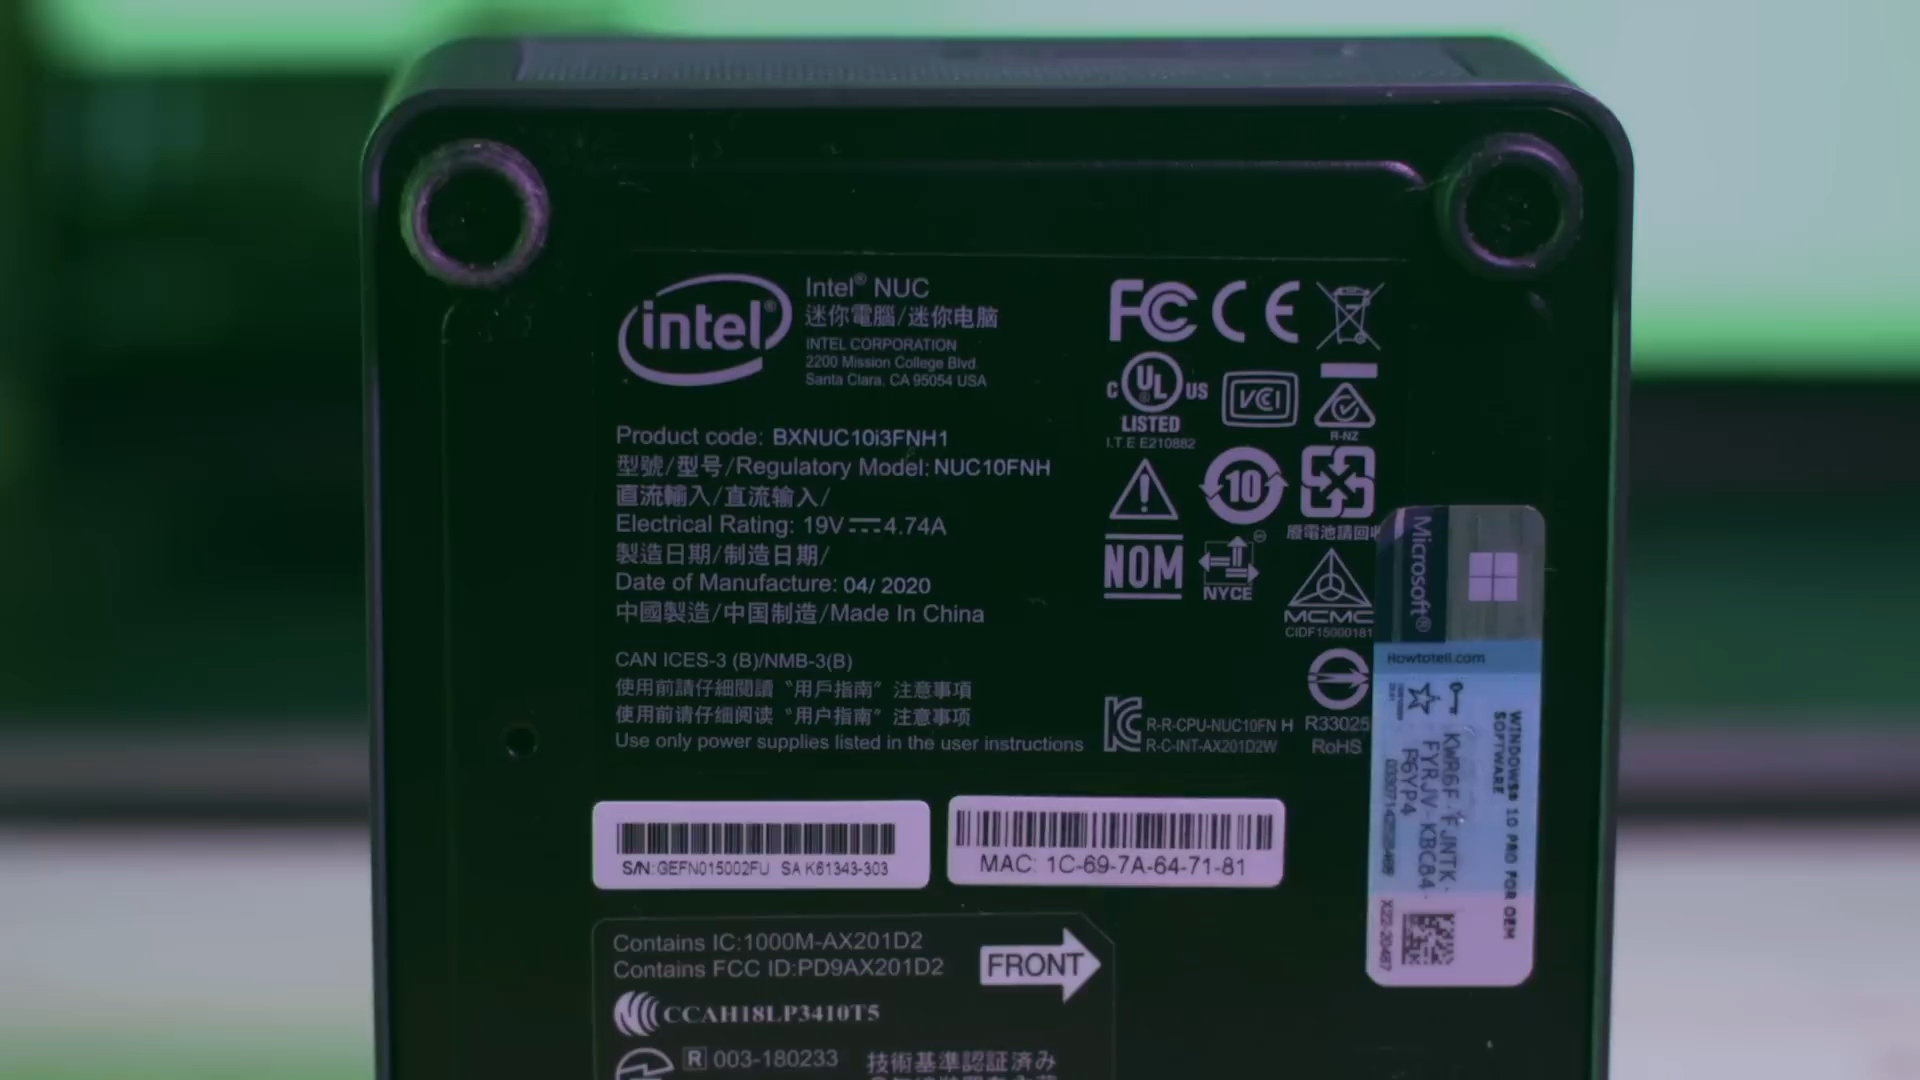 intel®
Intel® NUC
迷你電腦/迷你电脑
INTEL CORPORATION
2200 Mission College Blvd.
Santa Clara, CA 95054 USA
Product code: BXNUC10i3FNH1
型號/型号/Regulatory Model: NUC10FNH
直流輸入/直流输入/
Electrical Rating: 19V 4.74A
製造日期/制造日期/
Date of Manufacture: 04/ 2020
中國製造/中国制造/Made In China
CAN ICES-3 (B)/NMB-3(B)
使用前請仔細閱讀 “用戶指南” 注意事項
使用前请仔细阅读 “用户指南” 注意事项
Use only power supplies listed in the user instructions
FC CE
C UL® US
LISTED
I.T.E E210882
VCI
R-NZ
10
廢電池請回收
NOM
NYCE
MCMC
CIDF15000181
R-R-CPU-NUC10FN H
R-C-INT-AX201D2W
R33025
RoHS
S/N:GEFN015002FU SA K61343-303
MAC: 1C-69-7A-64-71-81
Contains IC:1000M-AX201D2
Contains FCC ID:PD9AX201D2
FRONT
CCAH18LP3410T5
R 003-180233 技術基準認証済み
Microsoft®
Howtotell.com
WINDOWS® 10 PRO FOR OEM
SOFTWARE
X22-20487